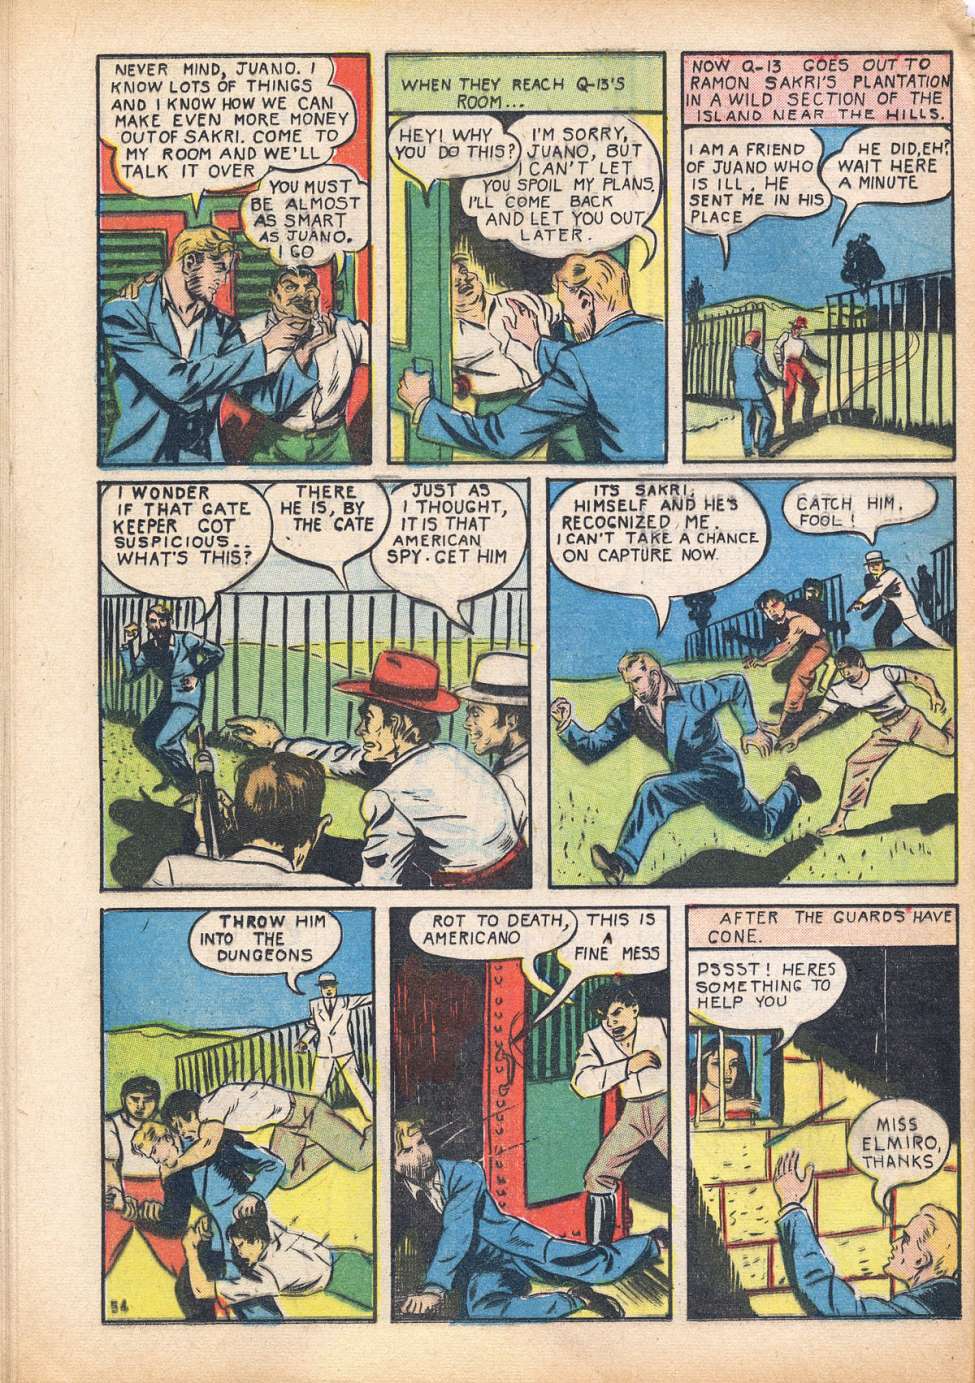 NEVER MIND, JUANO. I
KNOW LOTS OF THINGS
AND I KNOW HOW WE CAN
MAKE EVEN MORE MONEY
OUT OF SAKRI. COME TO
MY ROOM AND WE'LL
TALK IT OVER
YOU MUST
BE ALMOST
AS SMART
AS JUANO.
I GO
WHEN THEY REACH Q-13'S
ROOM...
HEY! WHY
YOU DO THIS?
I'M SORRY,
JUANO, BUT
I CAN'T LET
YOU SPOIL MY PLANS.
I'LL COME BACK
AND LET YOU OUT
LATER.
NOW Q-13 GOES OUT TO
RAMON SAKRI'S PLANTATION
IN A WILD SECTION OF THE
ISLAND NEAR THE HILLS.
I AM A FRIEND
OF JUANO WHO
IS ILL. HE
SENT ME IN HIS
PLACE
HE DID, EH?
WAIT HERE
A MINUTE
I WONDER
IF THAT GATE
KEEPER GOT
SUSPICIOUS..
WHAT'S THIS?
THERE
HE IS, BY
THE GATE
JUST AS
I THOUGHT,
IT IS THAT
AMERICAN
SPY. GET HIM
ITS SAKRI,
HIMSELF AND HE'S
RECOGNIZED ME.
I CAN'T TAKE A CHANCE
ON CAPTURE NOW.
CATCH HIM,
FOOL!
THROW HIM
INTO THE
DUNGEONS
54
ROT TO DEATH,
AMERICANO
THIS IS
A
FINE MESS
AFTER THE GUARDS HAVE
GONE.
PSSST! HERES
SOMETHING TO
HELP YOU
MISS
ELMIRO,
THANKS